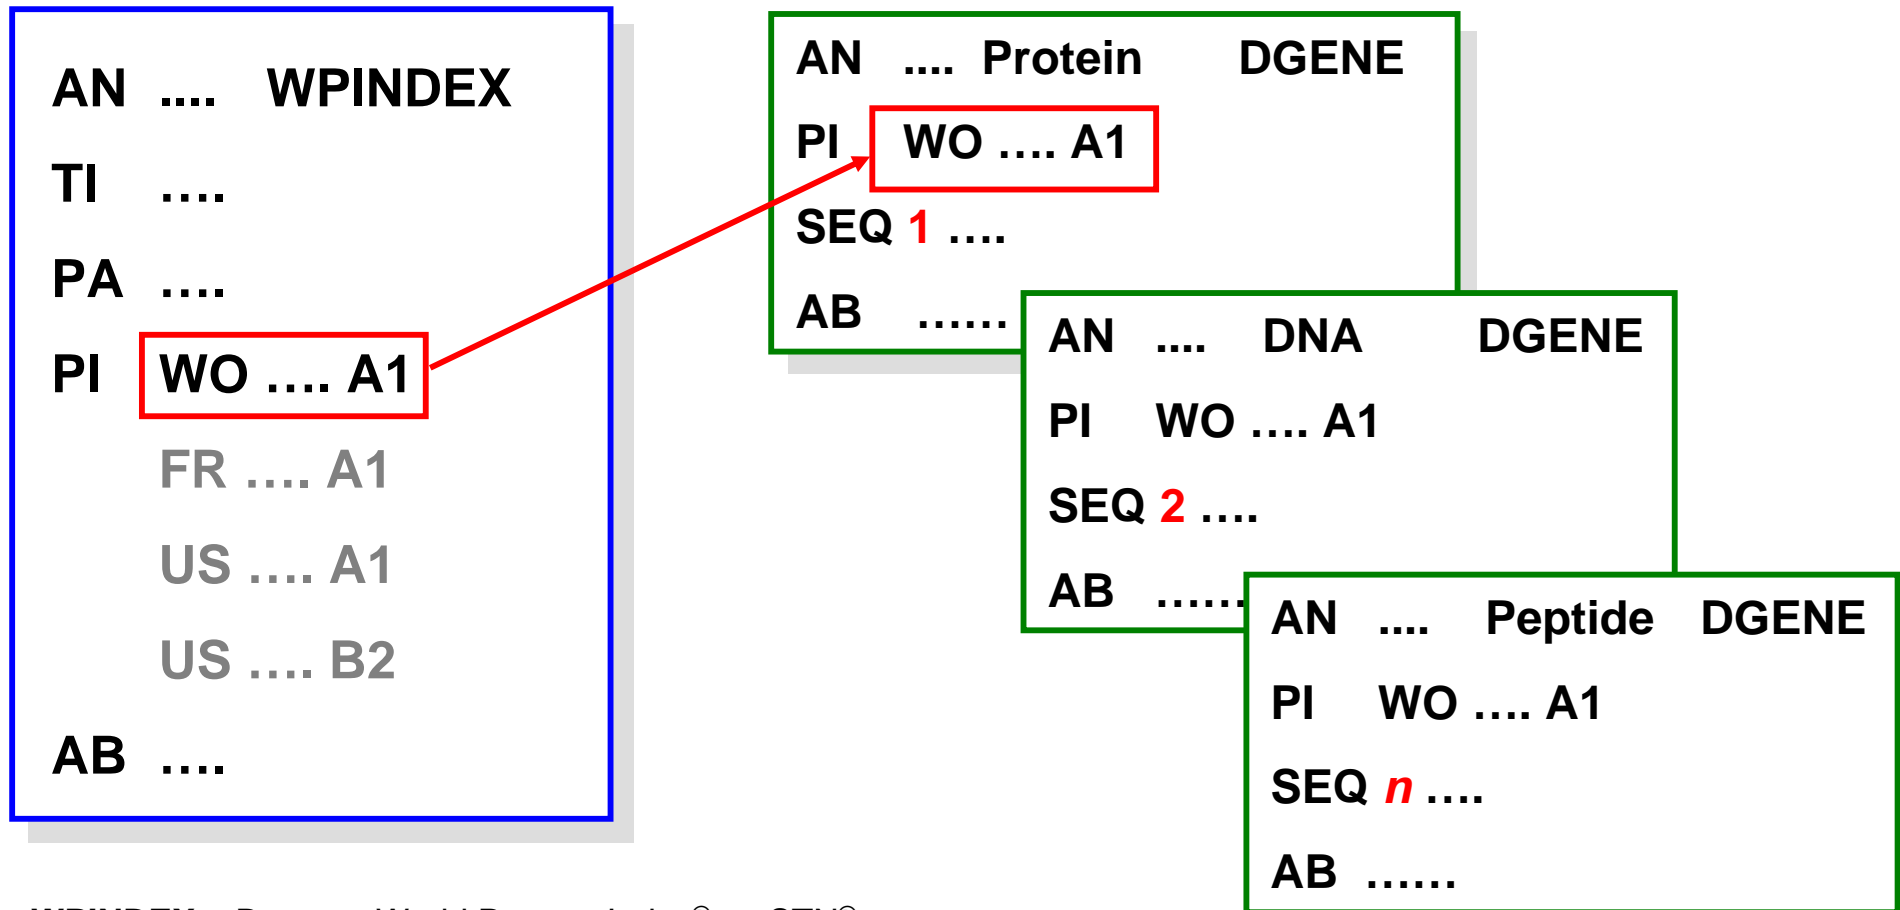 AN .... WPINDEX
TI ....
PA ....
PI WO .... A1
FR .... A1
US .... A1
US .... B2
AB ....
AN .... Protein DGENE
PI WO .... A1
SEQ 1 ....
AB ......
AN .... DNA DGENE
PI WO .... A1
SEQ 2 ....
AB ......
AN .... Peptide DGENE
PI WO .... A1
SEQ n ....
AB ......